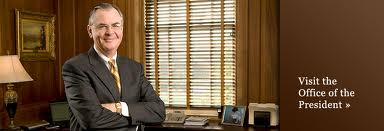 Visit the
Office of the
President »